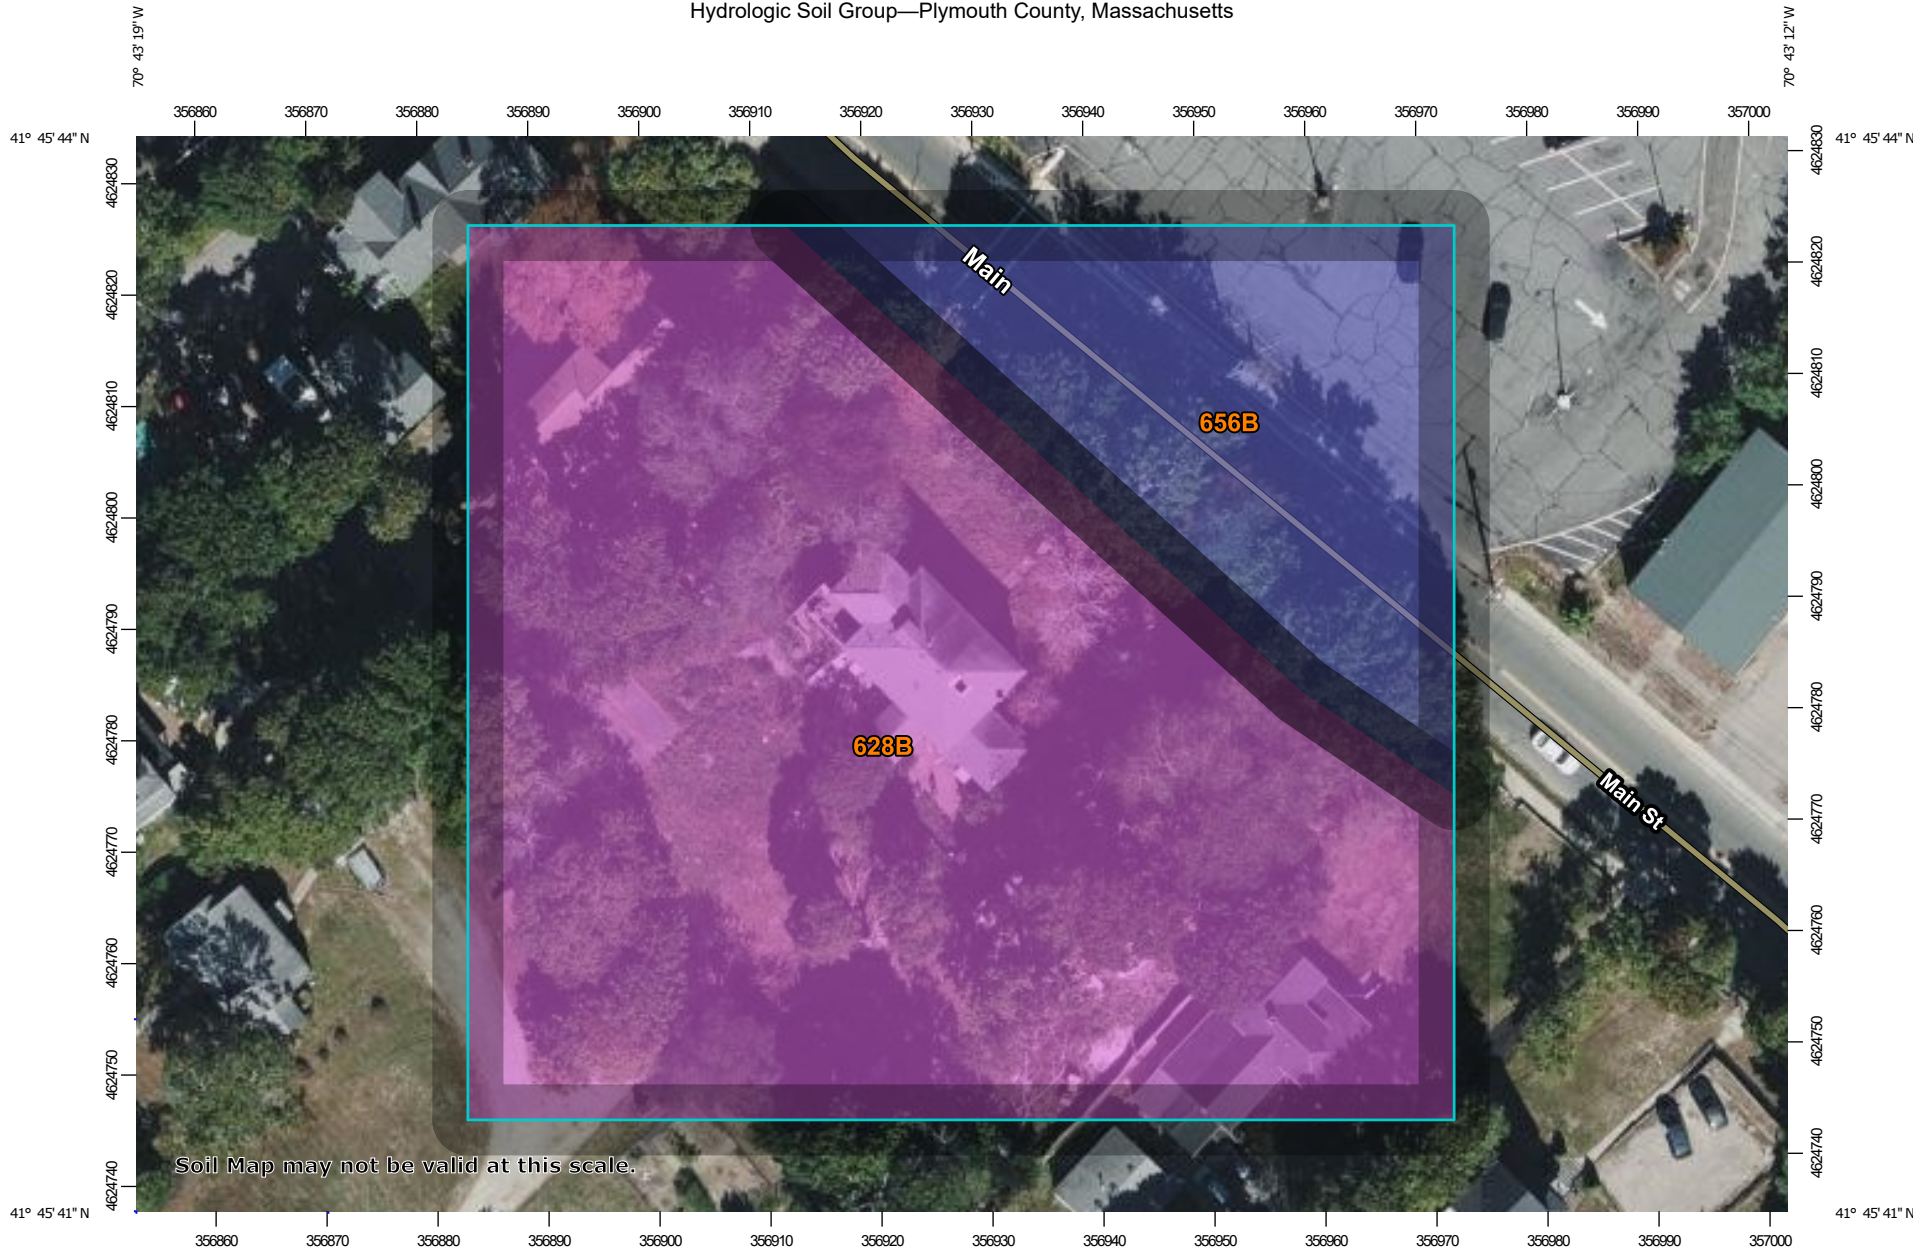 Hydrologic Soil Group—Plymouth County, Massachusetts
70° 43' 19'' W
70° 43' 12'' W
356860 356870 356880 356890 356900 356910 356920 356930 356940 356950 356960 356970 356980 356990 357000
41° 45' 44'' N
41° 45' 44'' N
4624830
4624820
4624810
4624800
4624790
4624780
4624770
4624760
4624750
4624740
4624830
4624820
4624810
4624800
4624790
4624780
4624770
4624760
4624750
4624740
Main
656B
628B
Main St
Soil Map may not be valid at this scale.
41° 45' 41'' N
41° 45' 41'' N
356860 356870 356880 356890 356900 356910 356920 356930 356940 356950 356960 356970 356980 356990 357000